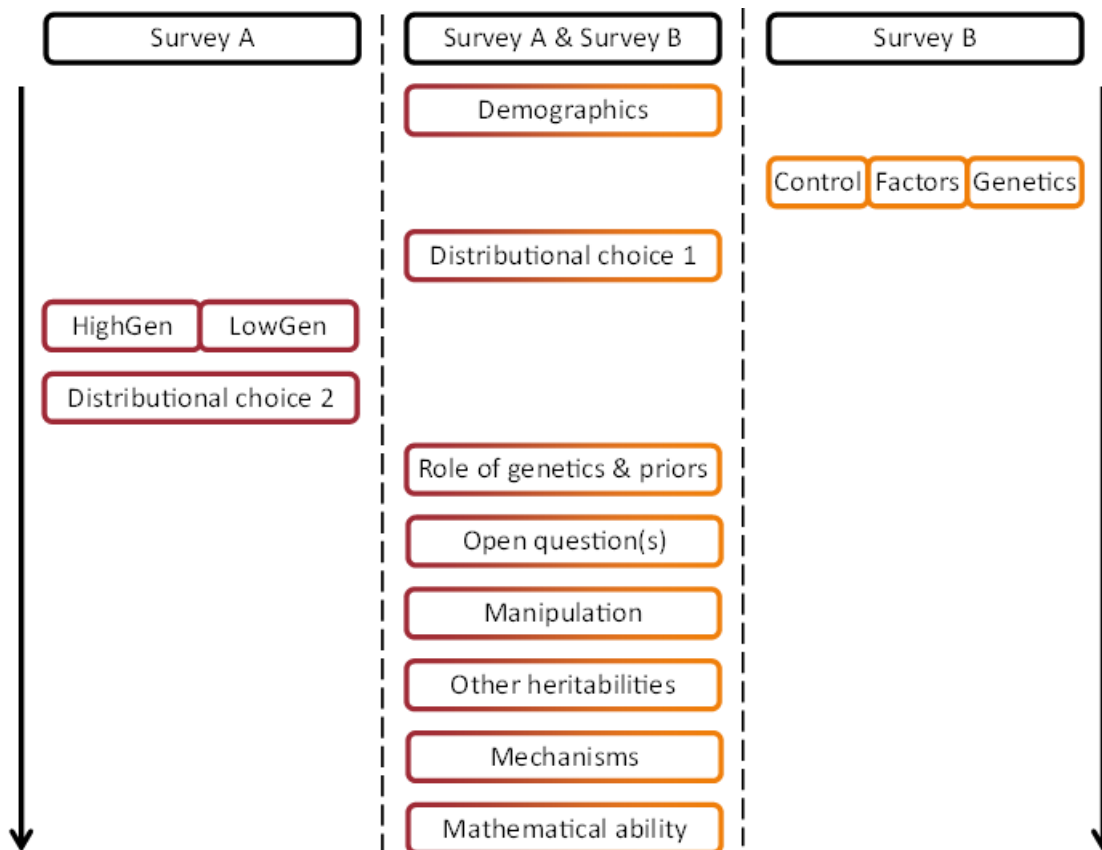 Survey A
Survey A & Survey B
Survey B
Demographics
Control
Factors
Genetics
Distributional choice 1
HighGen
LowGen
Distributional choice 2
Role of genetics & priors
Open question(s)
Manipulation
Other heritabilities
Mechanisms
Mathematical ability